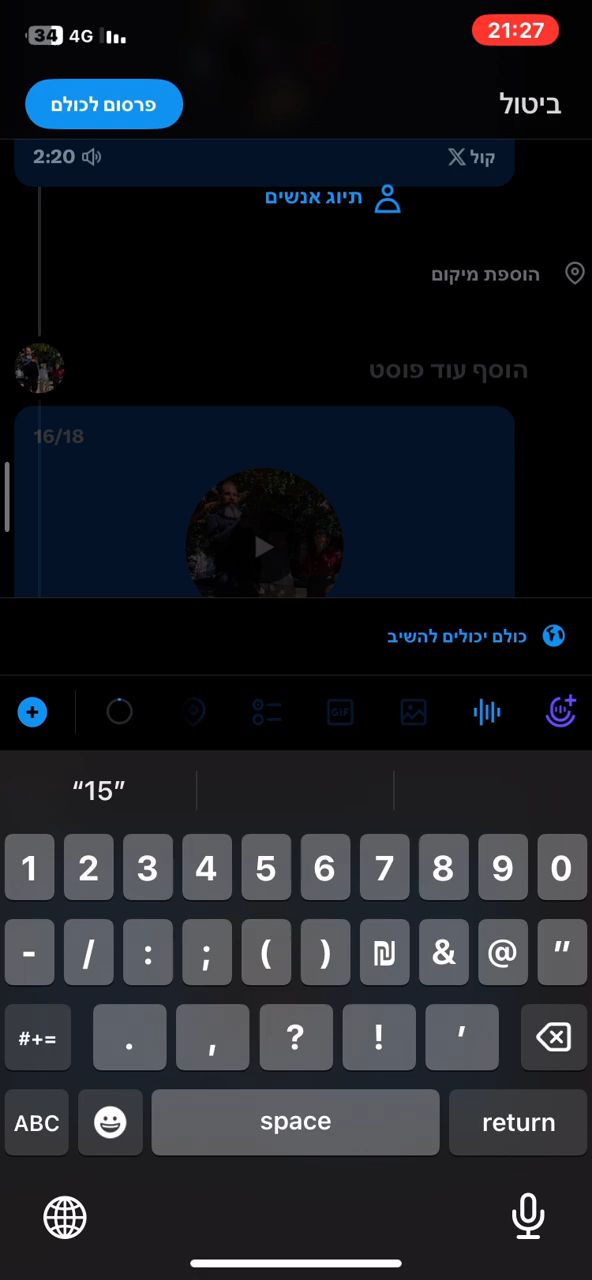 34 4G 21:27
פרסום לכולם ביטול
2:20 קול X
תיוג אנשים
הוספת מיקום
הוסף עוד פוסט
16/18
כולם יכולים להשיב
GIF
“15”
1 2 3 4 5 6 7 8 9 0
- / : ; ( ) ₪ & @ "
#+= . , ? ! '
ABC space return